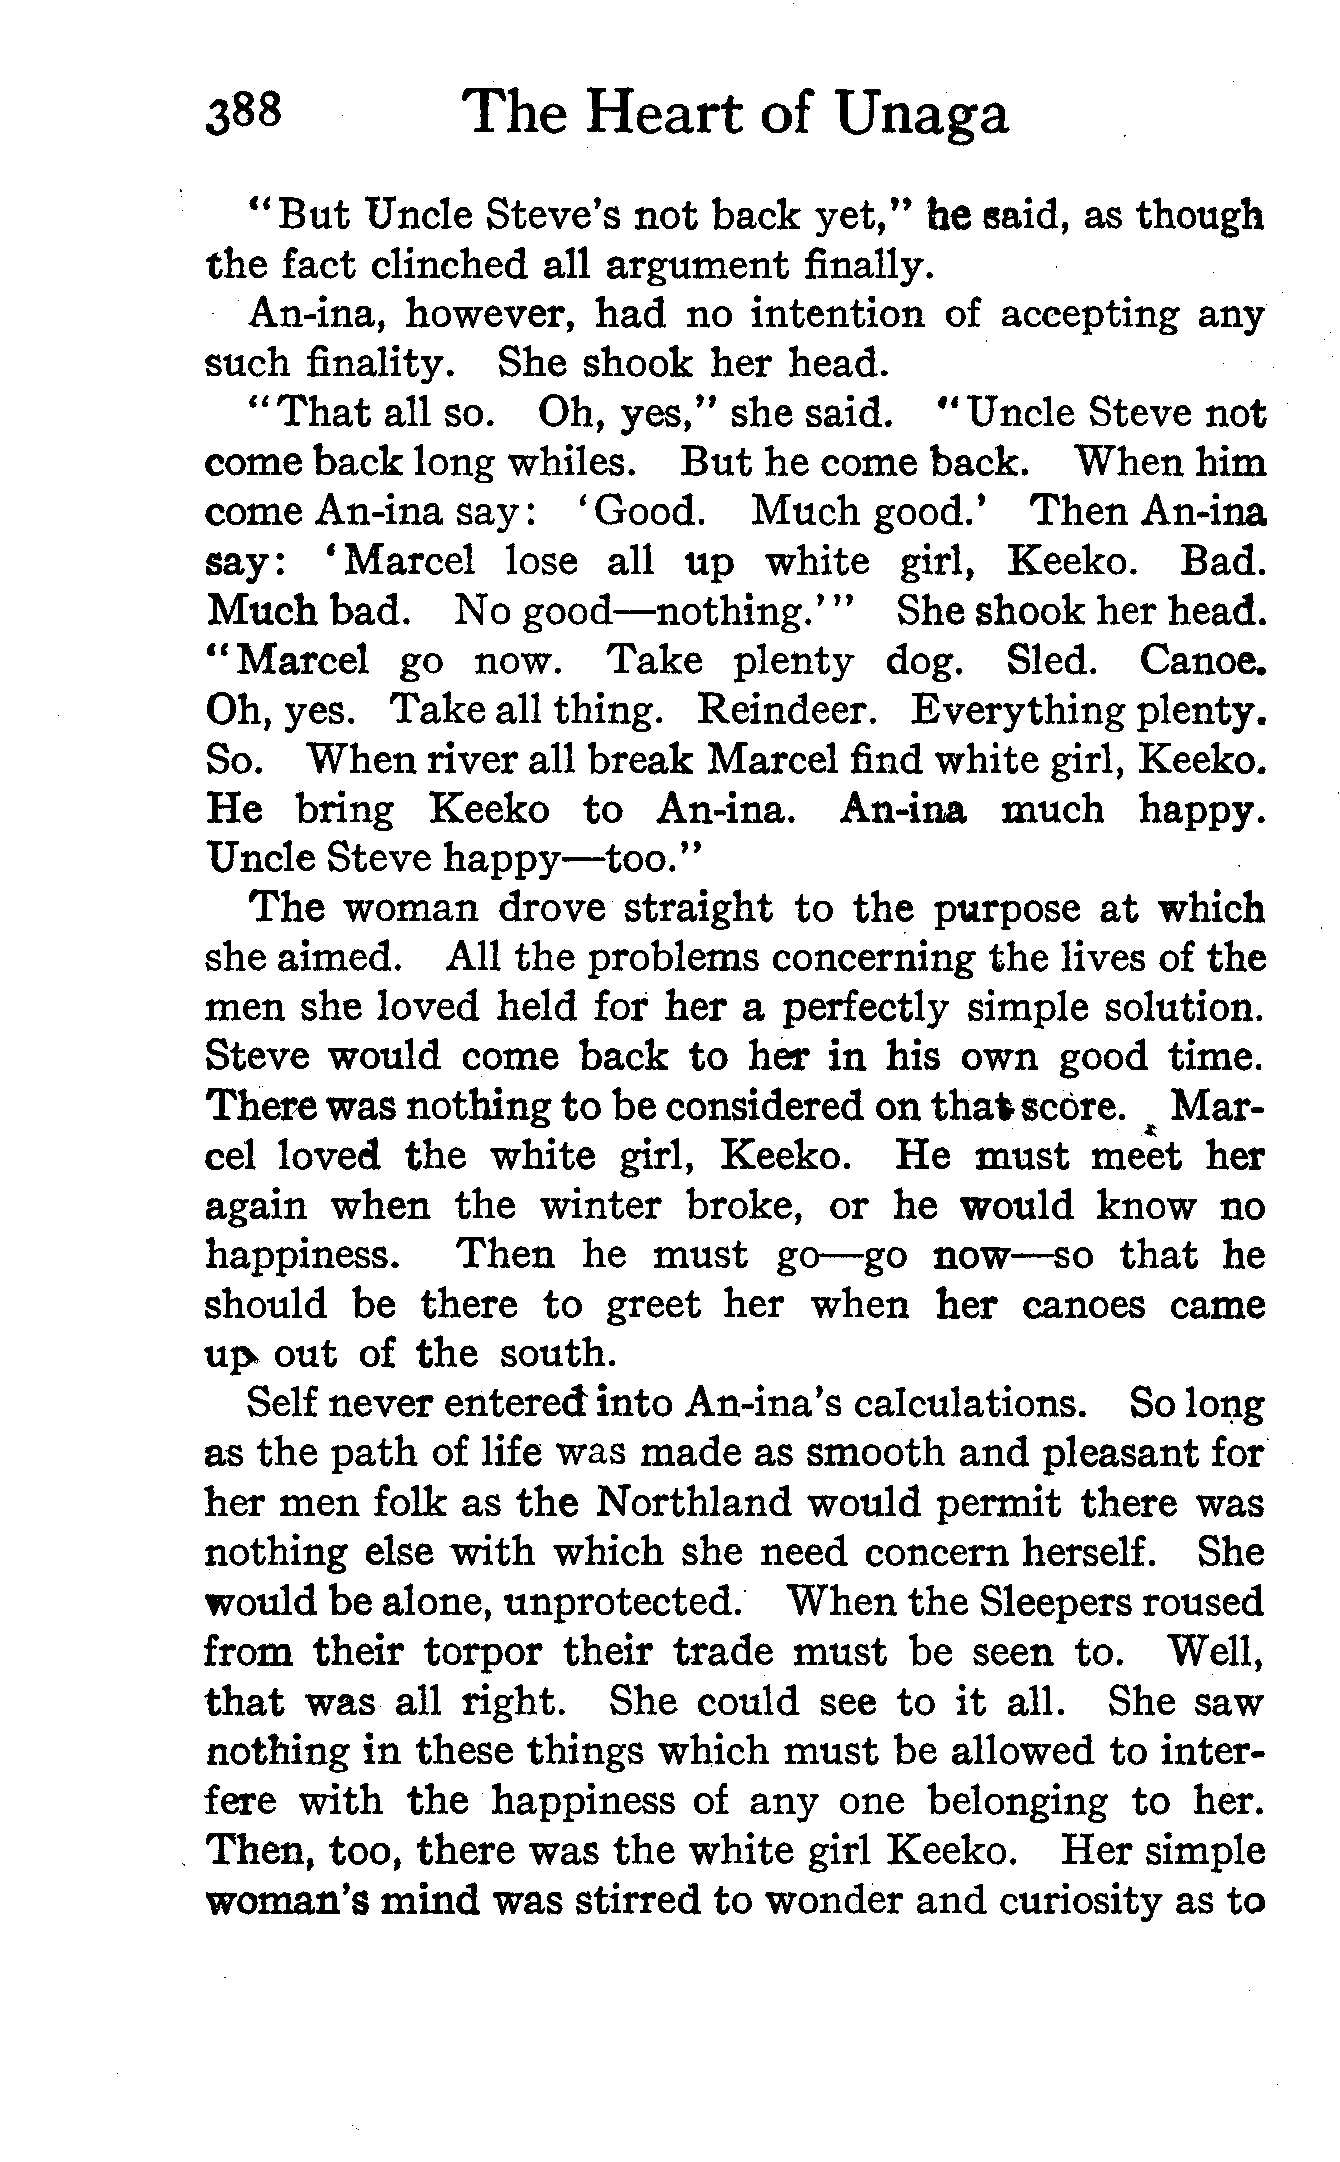 388 The Heart of Unaga
"But Uncle Steve's not back yet," he said, as though
the fact clinched all argument finally.
An-ina, however, had no intention of accepting any
such finality. She shook her head.
"That all so. Oh, yes," she said. "Uncle Steve not
come back long whiles. But he come back. When him
come An-ina say: 'Good. Much good.' Then An-ina
say: 'Marcel lose all up white girl, Keeko. Bad.
Much bad. No good—nothing.'" She shook her head.
"Marcel go now. Take plenty dog. Sled. Canoe.
Oh, yes. Take all thing. Reindeer. Everything plenty.
So. When river all break Marcel find white girl, Keeko.
He bring Keeko to An-ina. An-ina much happy.
Uncle Steve happy—too."
The woman drove straight to the purpose at which
she aimed. All the problems concerning the lives of the
men she loved held for her a perfectly simple solution.
Steve would come back to her in his own good time.
There was nothing to be considered on that score. Mar-
cel loved the white girl, Keeko. He must meet her
again when the winter broke, or he would know no
happiness. Then he must go—go now—so that he
should be there to greet her when her canoes came
up out of the south.
Self never entered into An-ina's calculations. So long
as the path of life was made as smooth and pleasant for
her men folk as the Northland would permit there was
nothing else with which she need concern herself. She
would be alone, unprotected. When the Sleepers roused
from their torpor their trade must be seen to. Well,
that was all right. She could see to it all. She saw
nothing in these things which must be allowed to inter-
fere with the happiness of any one belonging to her.
Then, too, there was the white girl Keeko. Her simple
woman's mind was stirred to wonder and curiosity as to